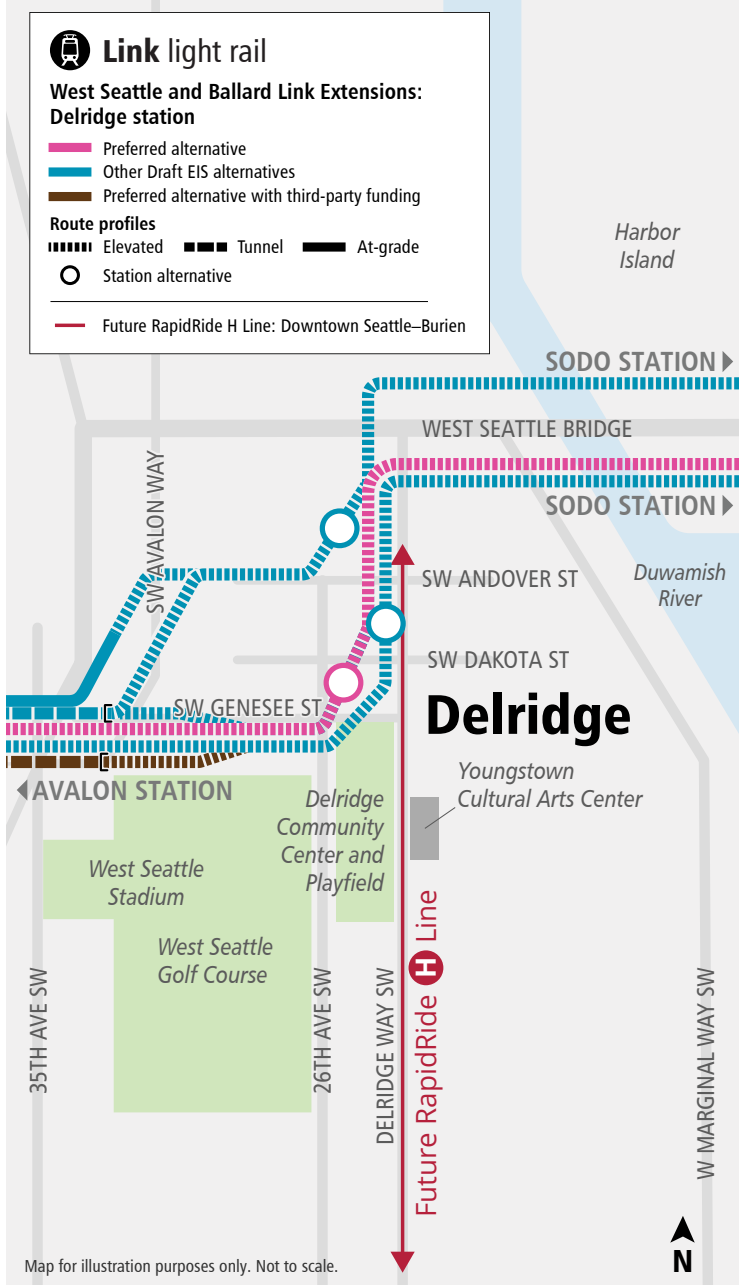 Link light rail
West Seattle and Ballard Link Extensions:
Delridge station
Preferred alternative
Other Draft EIS alternatives
Preferred alternative with third-party funding
Route profiles
Elevated
Tunnel
At-grade
Station alternative
Future RapidRide H Line: Downtown Seattle–Burien
Harbor
Island
SODO STATION
WEST SEATTLE BRIDGE
SODO STATION
SW AVALON WAY
SW ANDOVER ST
Duwamish
River
SW DAKOTA ST
SW GENESEE ST
Delridge
AVALON STATION
Youngstown
Cultural Arts Center
Delridge
Community
Center and
Playfield
West Seattle
Stadium
West Seattle
Golf Course
35TH AVE SW
26TH AVE SW
DELRIDGE WAY SW
Future RapidRide H Line
W MARGINAL WAY SW
N
Map for illustration purposes only. Not to scale.